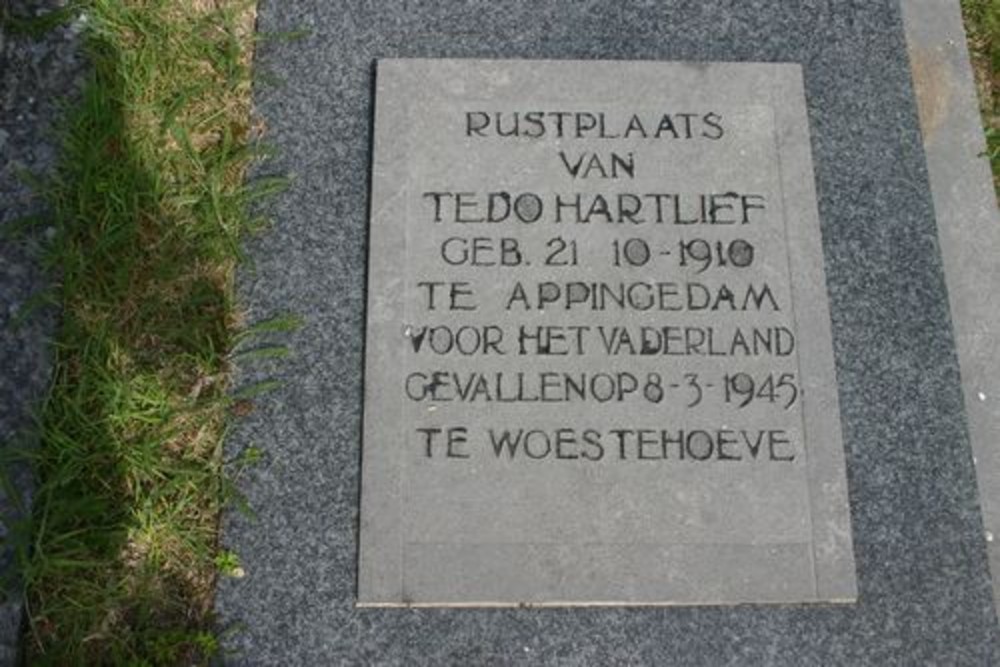 RUSTPLAATS
VAN
TEDO HARTLIEF
GEB. 21 10-1910
TE APPINGEDAM
VOOR HET VADERLAND
GEVALLEN OP 8-3-1945
TE WOESTEHOEVE